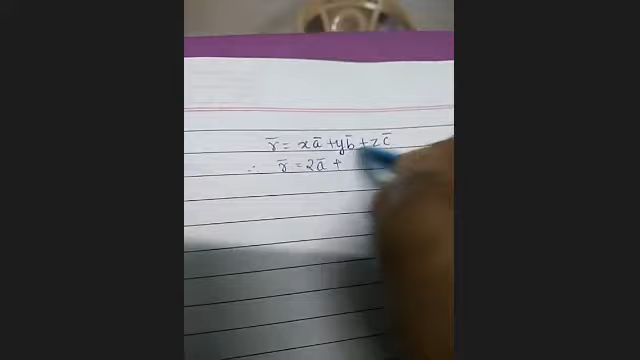 r̄ = xā + yb̄ + zc̄
∴ r̄ = 2ā +